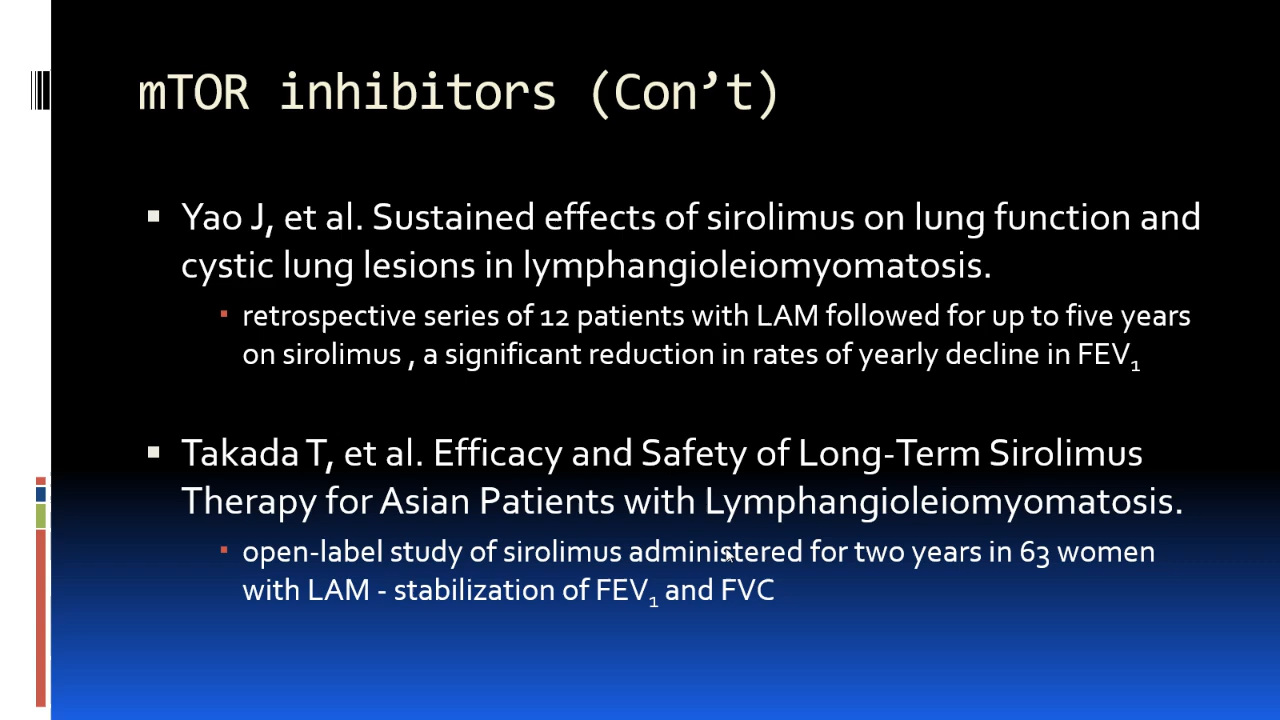 mTOR inhibitors (Con’t)
Yao J, et al. Sustained effects of sirolimus on lung function and
cystic lung lesions in lymphangioleiomyomatosis.
retrospective series of 12 patients with LAM followed for up to five years
on sirolimus , a significant reduction in rates of yearly decline in FEV₁
Takada T, et al. Efficacy and Safety of Long-Term Sirolimus
Therapy for Asian Patients with Lymphangioleiomyomatosis.
open-label study of sirolimus administered for two years in 63 women
with LAM - stabilization of FEV₁ and FVC